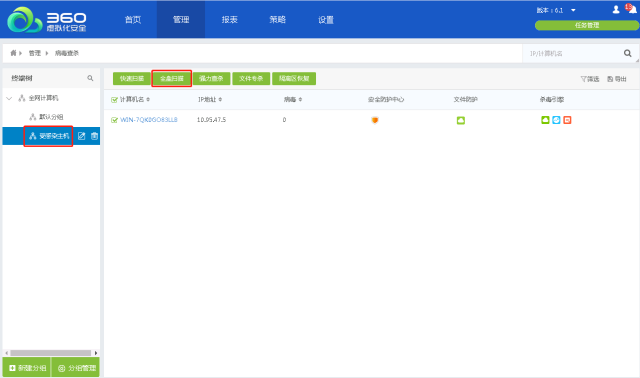 360
虚拟化安全
首页 管理 报表 策略 设置
版本：6.1
任务管理
管理 病毒查杀
IP/计算机名
终端树
快速扫描 全盘扫描 强力查杀 文件专杀 隔离区恢复
筛选 导出
计算机名 IP地址 病毒 安全防护中心 文件防护 杀毒引擎
WIN-7QK0GO83LL8 10.95.47.5 0
全网计算机
默认分组
受感染主机
新建分组 分组管理